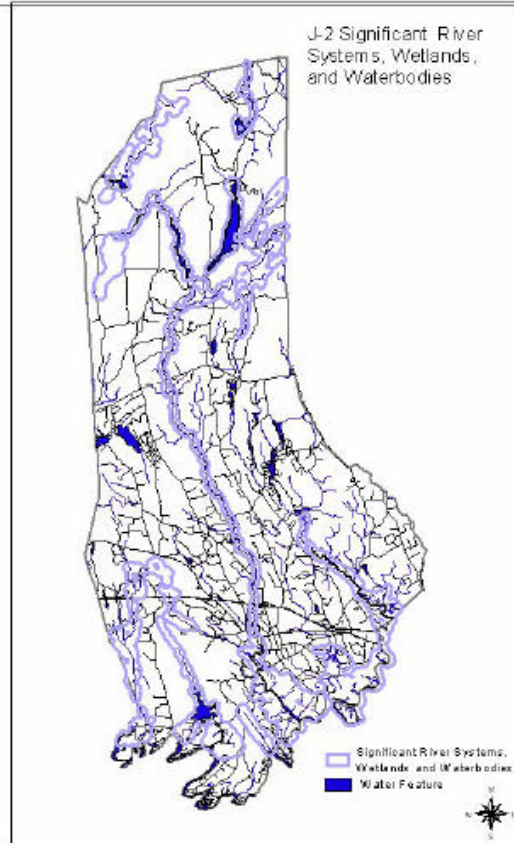 J-2 Significant River
Systems, Wetlands,
and Waterbodies
Significant River Systems,
Wetlands and Waterbodies
Water Feature